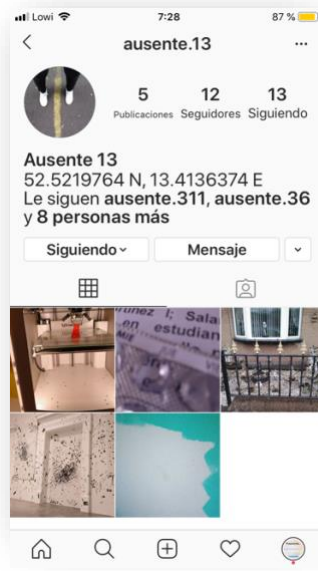 Lowi 7:28 87 %
ausente.13
5 12 13
Publicaciones Seguidores Siguiendo
Ausente 13
52.5219764 N, 13.4136374 E
Le siguen ausente.311, ausente.36
y 8 personas más
Siguiendo Mensaje
I; Sala
en estudian